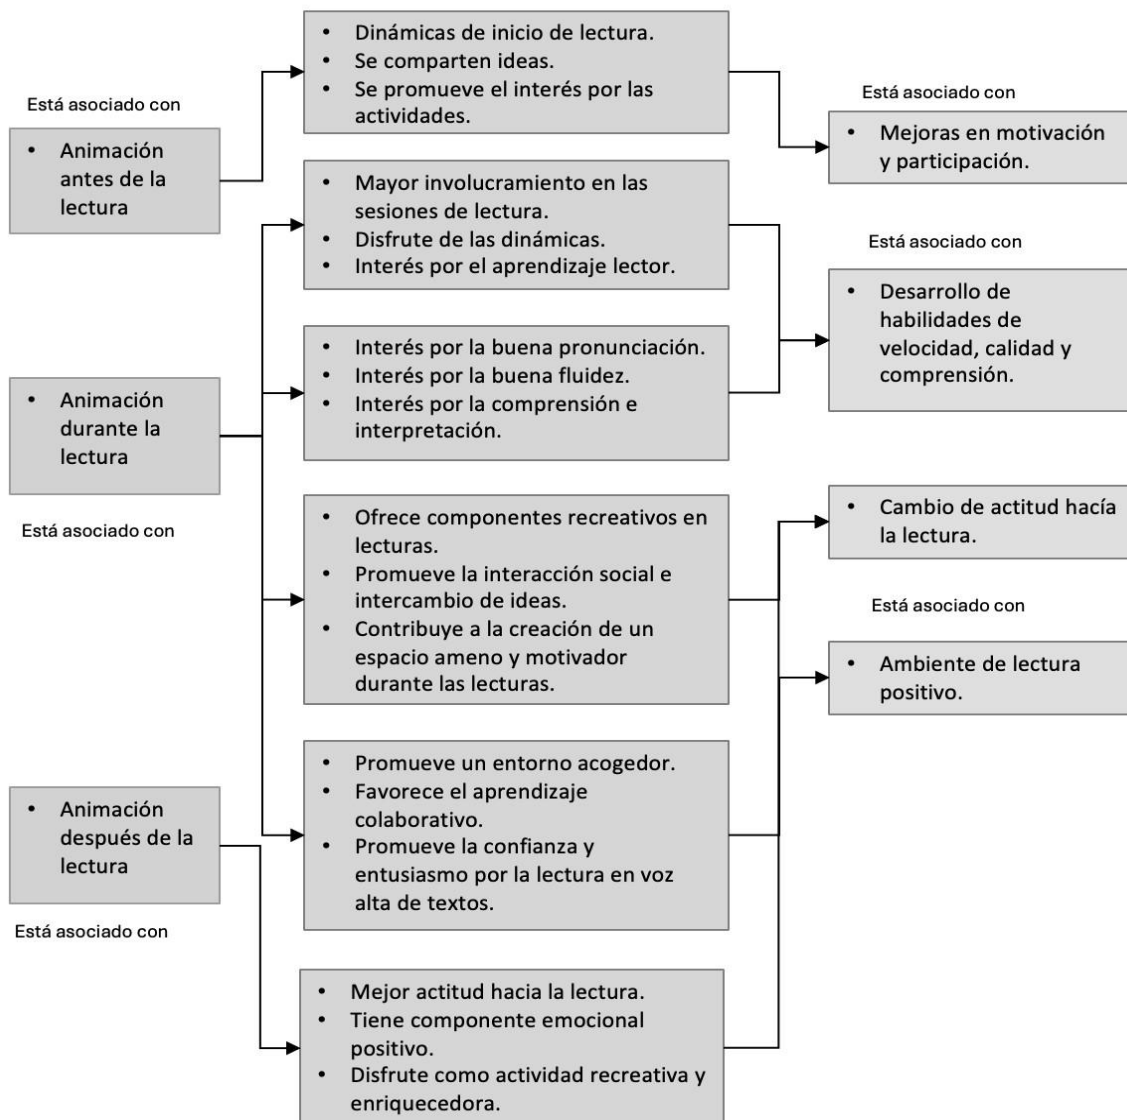 Está asociado con
• Animación
antes de la
lectura
• Animación
durante la
lectura
Está asociado con
• Animación
después de la
lectura
Está asociado con
• Dinámicas de inicio de lectura.
• Se comparten ideas.
• Se promueve el interés por las
actividades.
• Mayor involucramiento en las
sesiones de lectura.
• Disfrute de las dinámicas.
• Interés por el aprendizaje lector.
• Interés por la buena pronunciación.
• Interés por la buena fluidez.
• Interés por la comprensión e
interpretación.
• Ofrece componentes recreativos en
lecturas.
• Promueve la interacción social e
intercambio de ideas.
• Contribuye a la creación de un
espacio ameno y motivador
durante las lecturas.
• Promueve un entorno acogedor.
• Favorece el aprendizaje
colaborativo.
• Promueve la confianza y
entusiasmo por la lectura en voz
alta de textos.
• Mejor actitud hacia la lectura.
• Tiene componente emocional
positivo.
• Disfrute como actividad recreativa y
enriquecedora.
Está asociado con
• Mejoras en motivación
y participación.
Está asociado con
• Desarrollo de
habilidades de
velocidad, calidad y
comprensión.
• Cambio de actitud hacía
la lectura.
Está asociado con
• Ambiente de lectura
positivo.